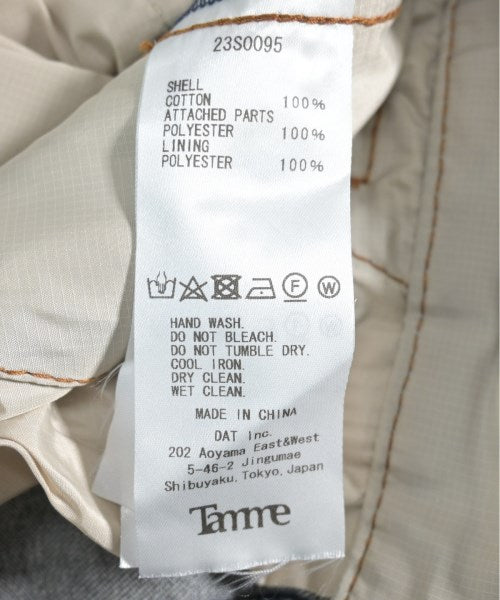 23S0095
SHELL
COTTON 100%
ATTACHED PARTS
POLYESTER 100%
LINING
POLYESTER 100%
F W
HAND WASH.
DO NOT BLEACH.
DO NOT TUMBLE DRY.
COOL IRON.
DRY CLEAN.
WET CLEAN.
MADE IN CHINA
DAT Inc.
202 Aoyama East&West
5-46-2 Jingumae
Shibuyaku, Tokyo, Japan
Tamme